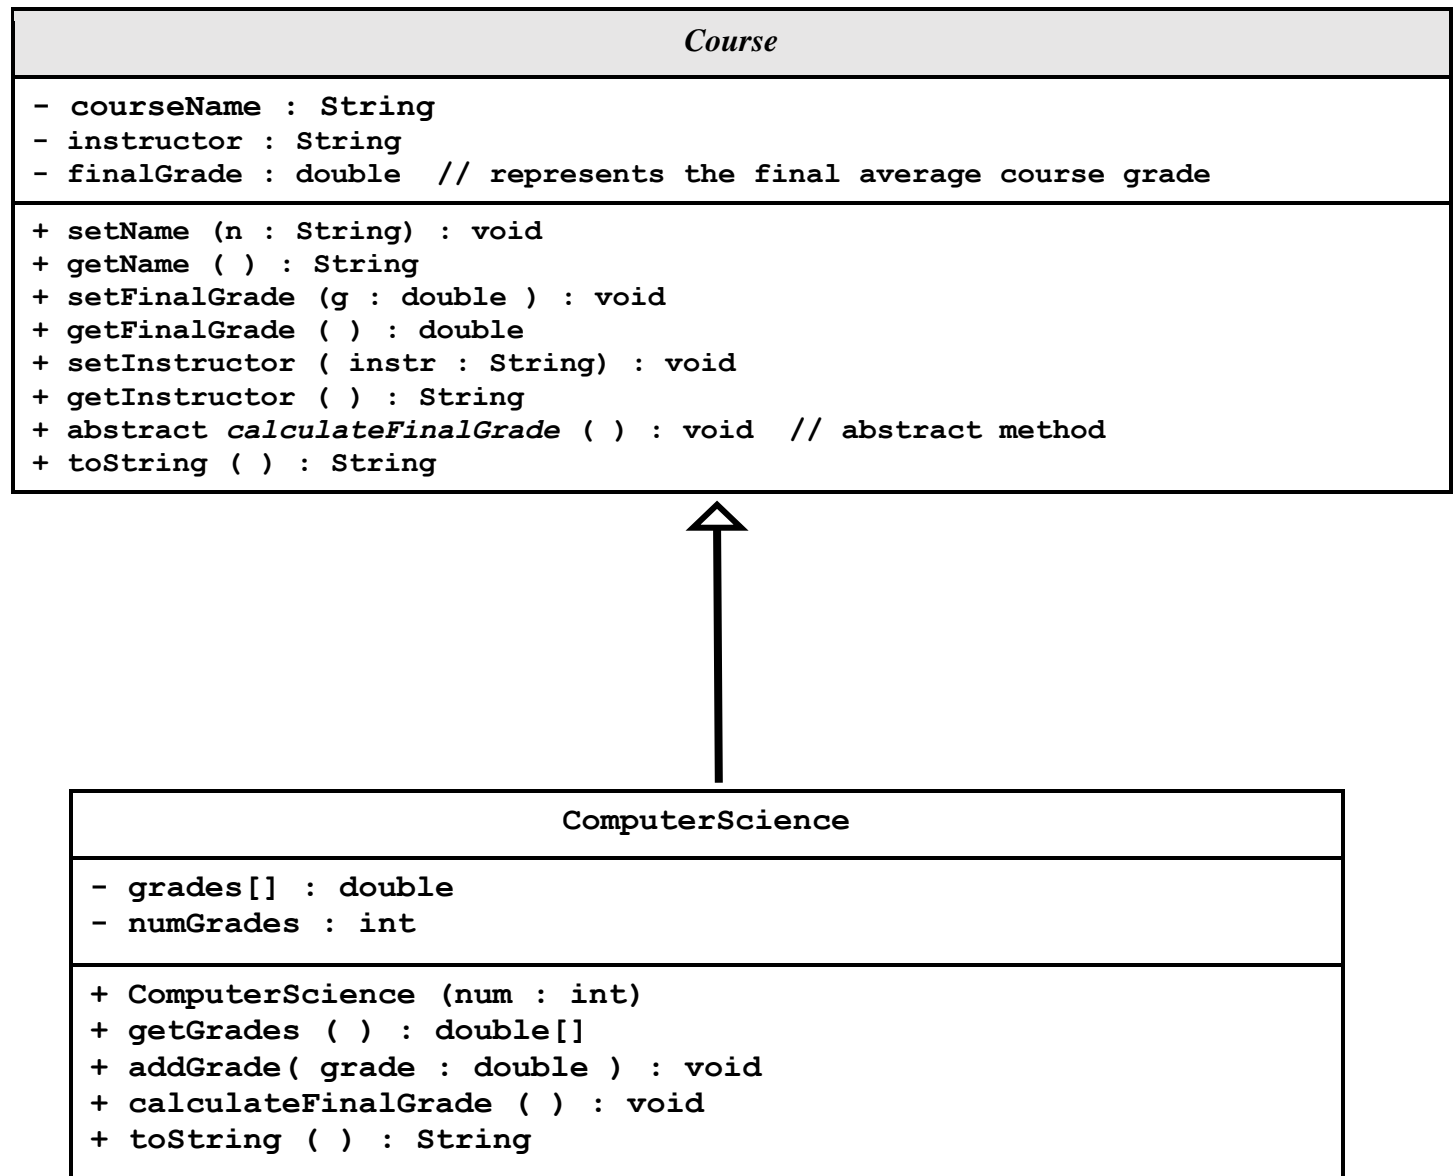 Course
- courseName : String
- instructor : String
- finalGrade : double  // represents the final average course grade
+ setName (n : String) : void
+ getName ( ) : String
+ setFinalGrade (g : double ) : void
+ getFinalGrade ( ) : double
+ setInstructor ( instr : String) : void
+ getInstructor ( ) : String
+ abstract calculateFinalGrade ( ) : void  // abstract method
+ toString ( ) : String
ComputerScience
- grades[] : double
- numGrades : int
+ ComputerScience (num : int)
+ getGrades ( ) : double[]
+ addGrade( grade : double ) : void
+ calculateFinalGrade ( ) : void
+ toString ( ) : String